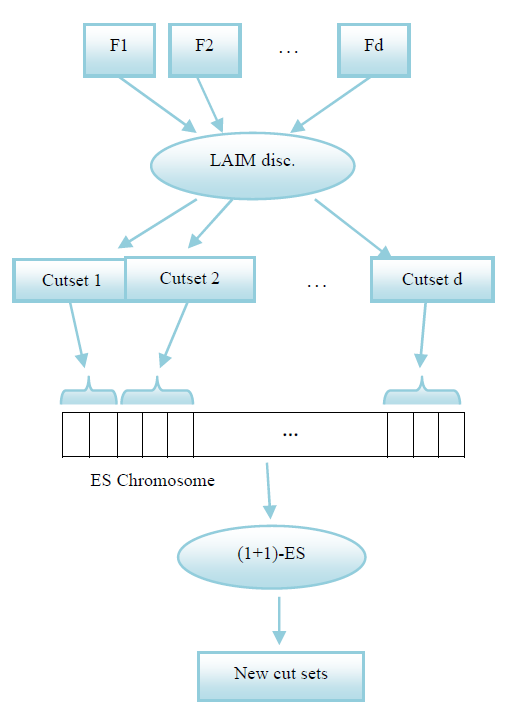 F1 F2 ... Fd
LAIM disc.
Cutset 1 Cutset 2 ... Cutset d
...
ES Chromosome
(1+1)-ES
New cut sets